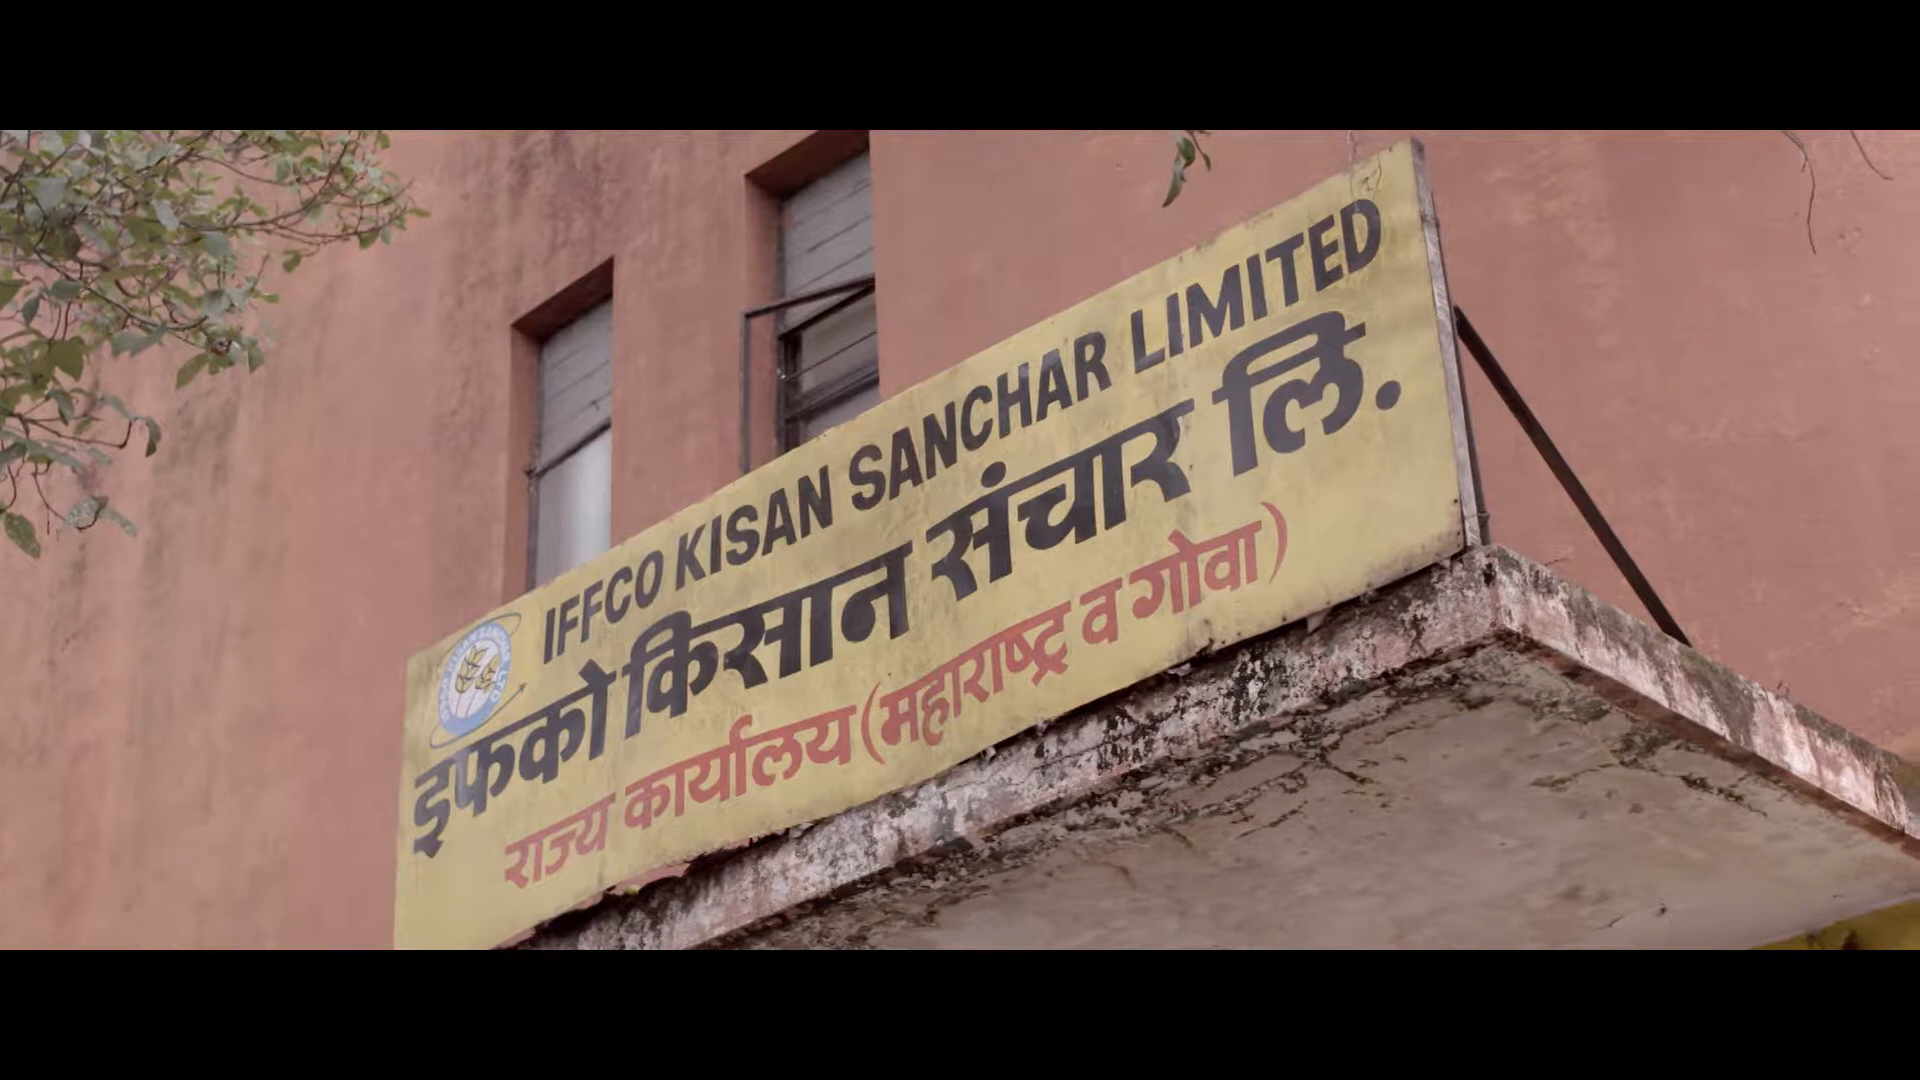 IFFCO KISAN SANCHAR LIMITED
इफको किसान संचार लि.
राज्य कार्यालय (महाराष्ट्र व गोवा)